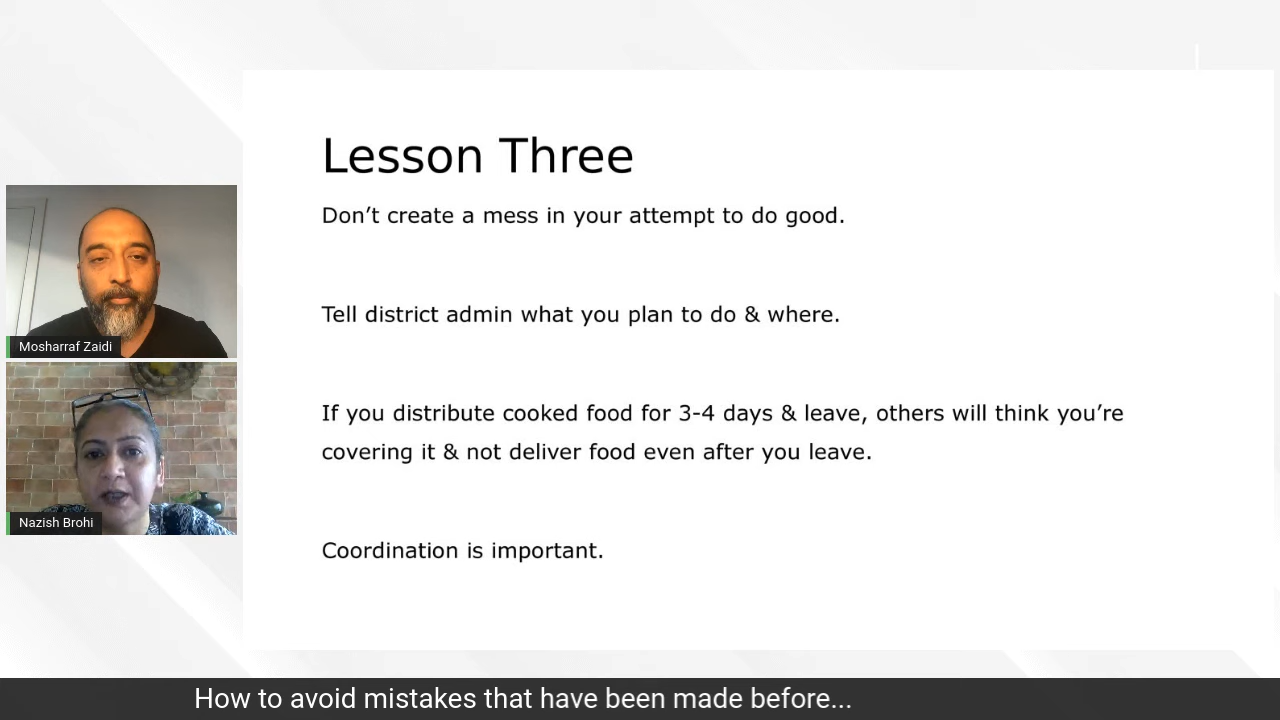 Lesson Three
Don’t create a mess in your attempt to do good.
Tell district admin what you plan to do & where.
If you distribute cooked food for 3-4 days & leave, others will think you’re
covering it & not deliver food even after you leave.
Coordination is important.
Mosharraf Zaidi
Nazish Brohi
How to avoid mistakes that have been made before...